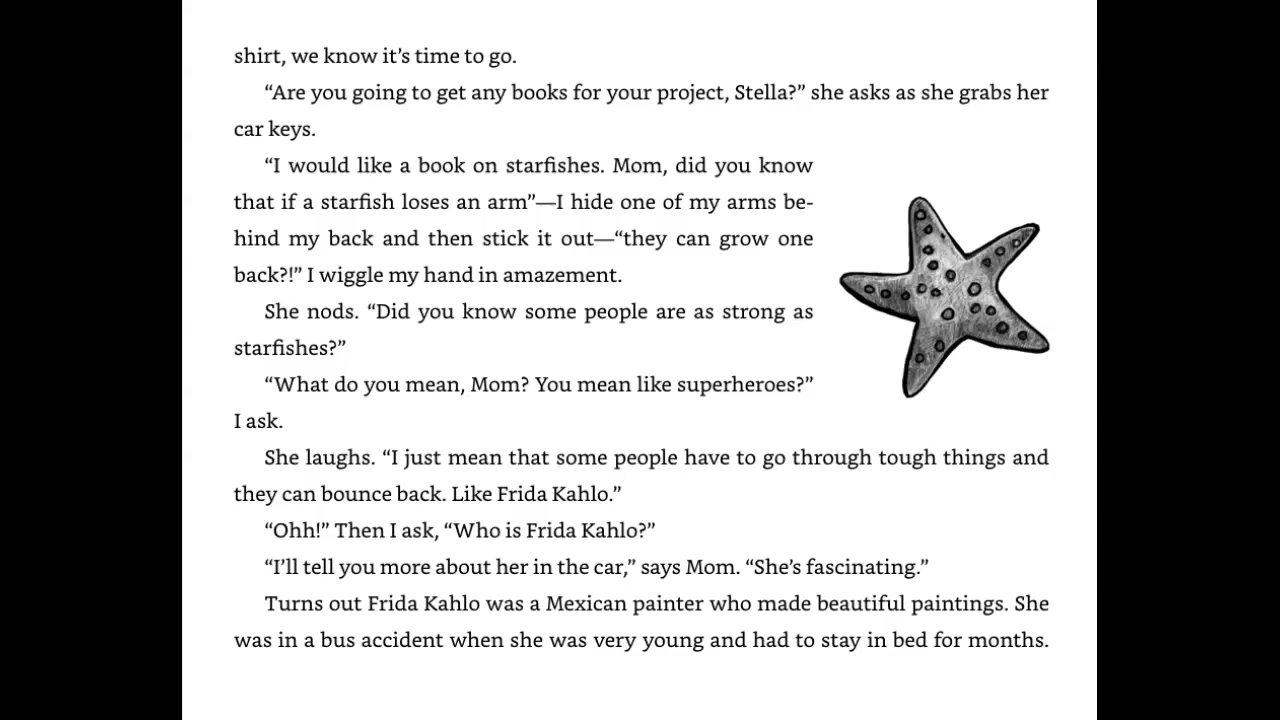 shirt, we know it’s time to go.
“Are you going to get any books for your project, Stella?” she asks as she grabs her
car keys.
“I would like a book on starfishes. Mom, did you know
that if a starfish loses an arm”—I hide one of my arms be-
hind my back and then stick it out—“they can grow one
back?!” I wiggle my hand in amazement.
She nods. “Did you know some people are as strong as
starfishes?”
“What do you mean, Mom? You mean like superheroes?”
I ask.
She laughs. “I just mean that some people have to go through tough things and
they can bounce back. Like Frida Kahlo.”
“Ohh!” Then I ask, “Who is Frida Kahlo?”
“I’ll tell you more about her in the car,” says Mom. “She’s fascinating.”
Turns out Frida Kahlo was a Mexican painter who made beautiful paintings. She
was in a bus accident when she was very young and had to stay in bed for months.